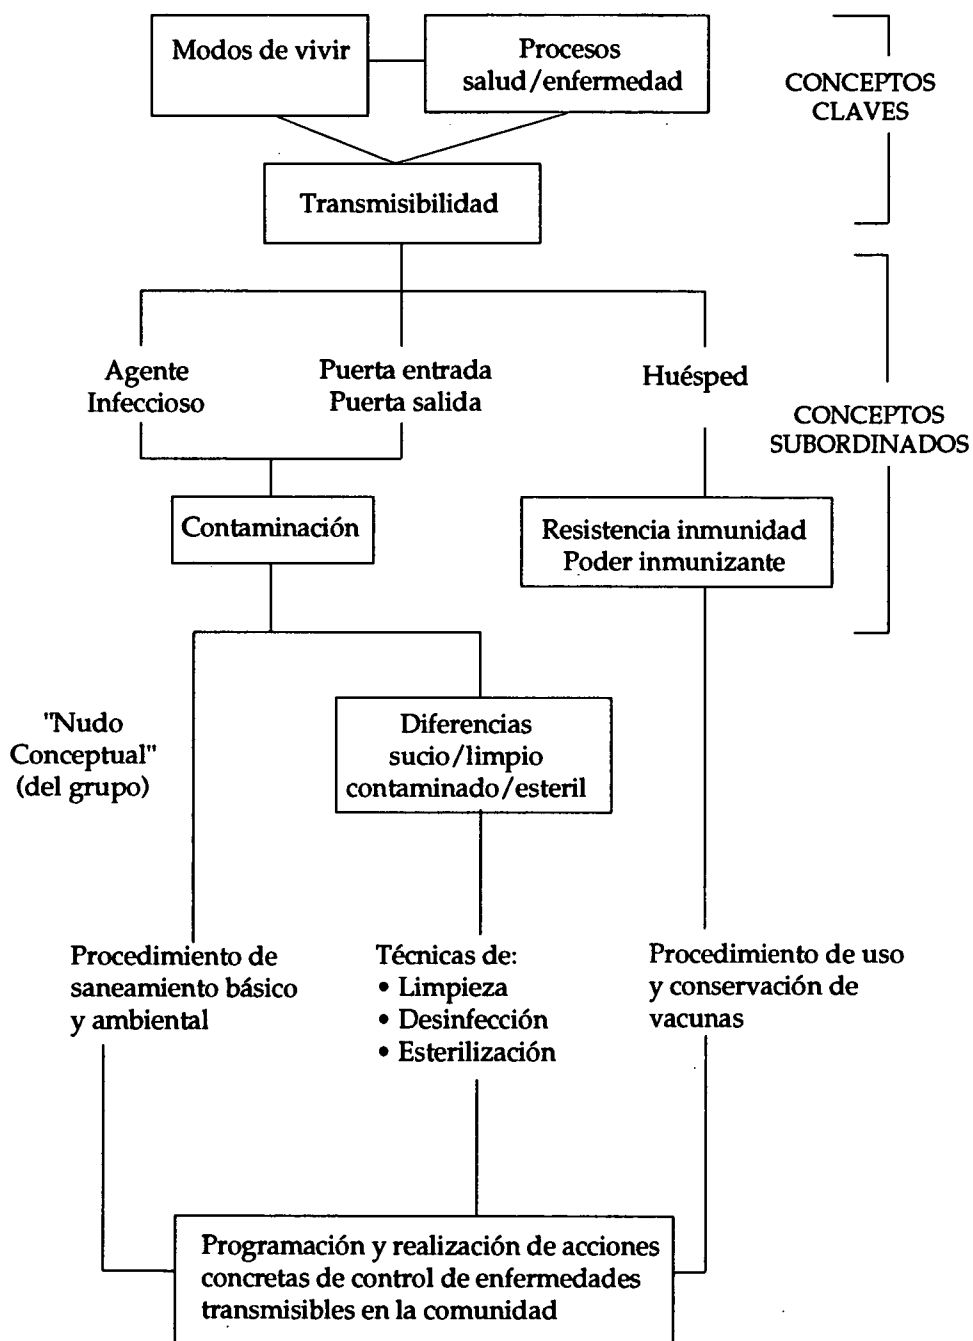 Modos de vivir
Procesos
salud/enfermedad
CONCEPTOS
CLAVES
Transmisibilidad
Agente
Infeccioso
Puerta entrada
Puerta salida
Huésped
CONCEPTOS
SUBORDINADOS
Contaminación
Resistencia inmunidad
Poder inmunizante
"Nudo
Conceptual"
(del grupo)
Diferencias
sucio/limpio
contaminado/esteril
Procedimiento de
saneamiento básico
y ambiental
Técnicas de:
• Limpieza
• Desinfección
• Esterilización
Procedimiento de uso
y conservación de
vacunas
Programación y realización de acciones
concretas de control de enfermedades
transmisibles en la comunidad